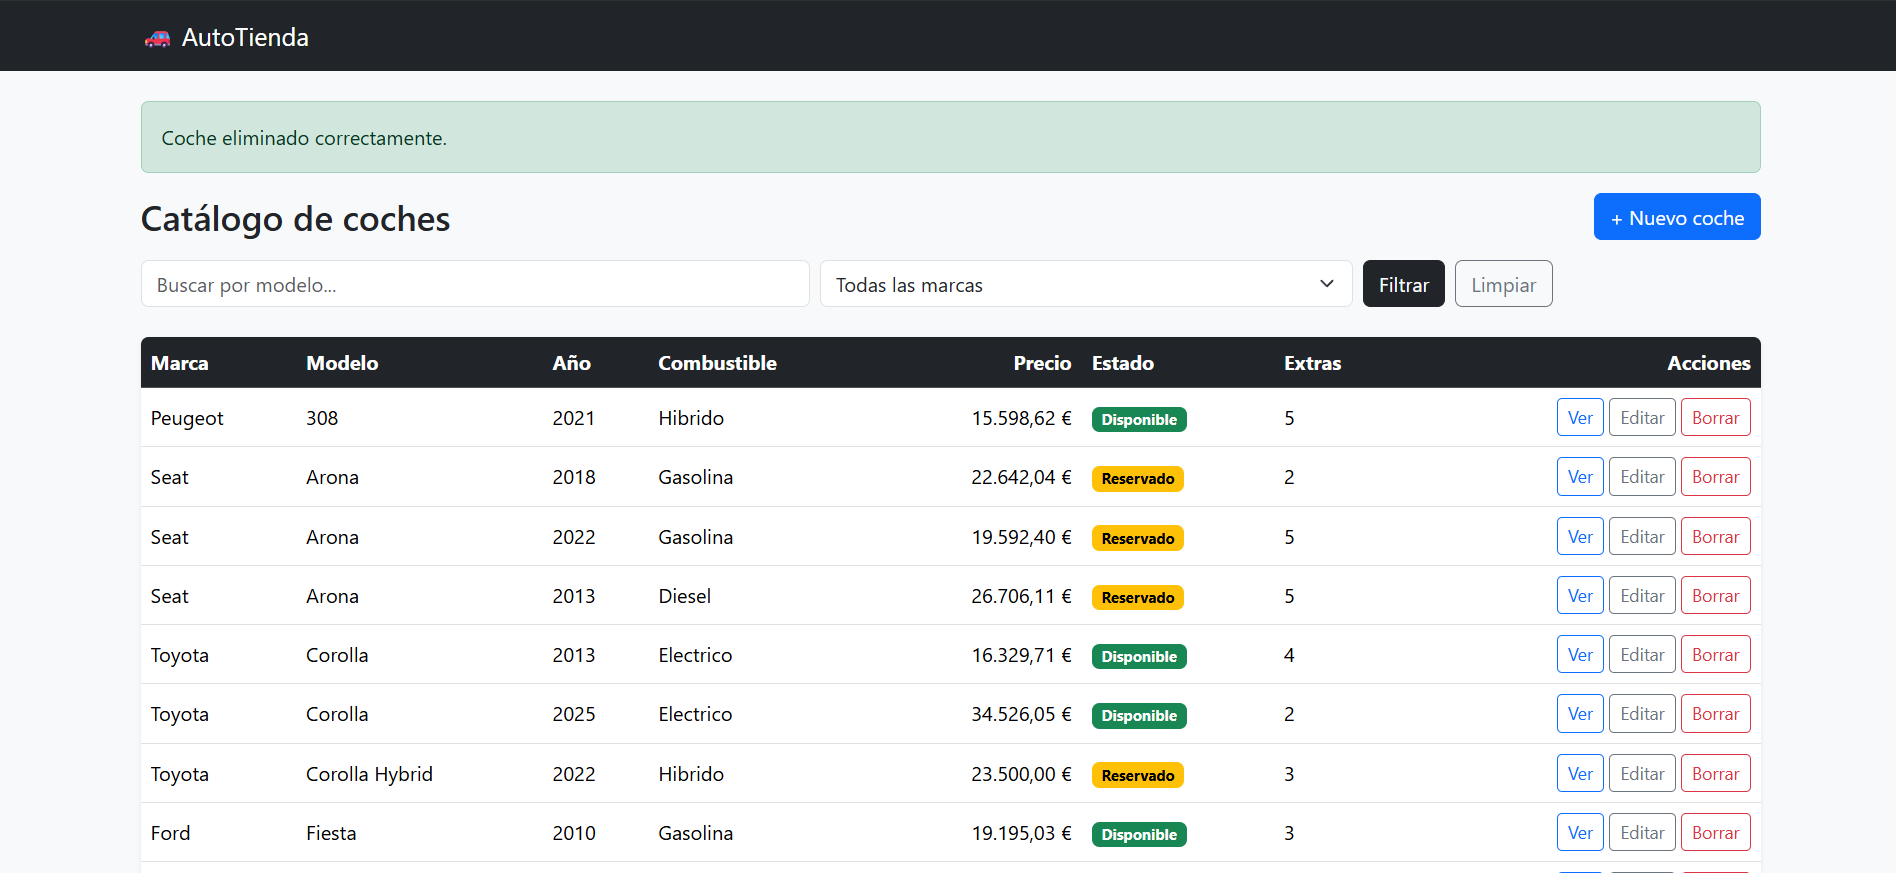 AutoTienda
Coche eliminado correctamente.
Catálogo de coches
+ Nuevo coche
Buscar por modelo...
Todas las marcas
Filtrar
Limpiar
Marca Modelo Año Combustible Precio Estado Extras Acciones
Peugeot 308 2021 Hibrido 15.598,62 € Disponible 5 Ver Editar Borrar
Seat Arona 2018 Gasolina 22.642,04 € Reservado 2 Ver Editar Borrar
Seat Arona 2022 Gasolina 19.592,40 € Reservado 5 Ver Editar Borrar
Seat Arona 2013 Diesel 26.706,11 € Reservado 5 Ver Editar Borrar
Toyota Corolla 2013 Electrico 16.329,71 € Disponible 4 Ver Editar Borrar
Toyota Corolla 2025 Electrico 34.526,05 € Disponible 2 Ver Editar Borrar
Toyota Corolla Hybrid 2022 Hibrido 23.500,00 € Reservado 3 Ver Editar Borrar
Ford Fiesta 2010 Gasolina 19.195,03 € Disponible 3 Ver Editar Borrar